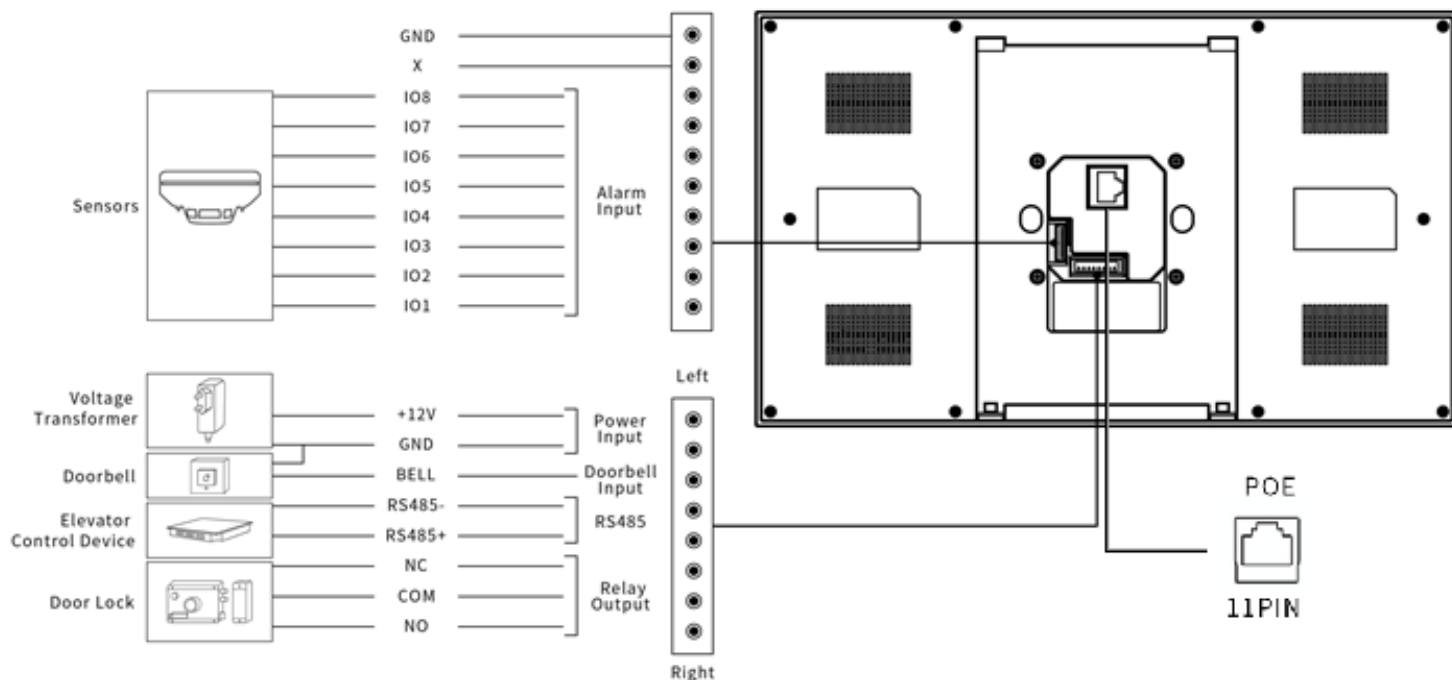 GND
X
IO8
IO7
IO6
IO5
IO4
IO3
IO2
IO1
Sensors
Alarm
Input
Left
Voltage
Transformer
+12V
GND
Power
Input
Doorbell
BELL
Doorbell
Input
Elevator
Control Device
RS485-
RS485+
RS485
Door Lock
NC
COM
NO
Relay
Output
Right
POE
11PIN